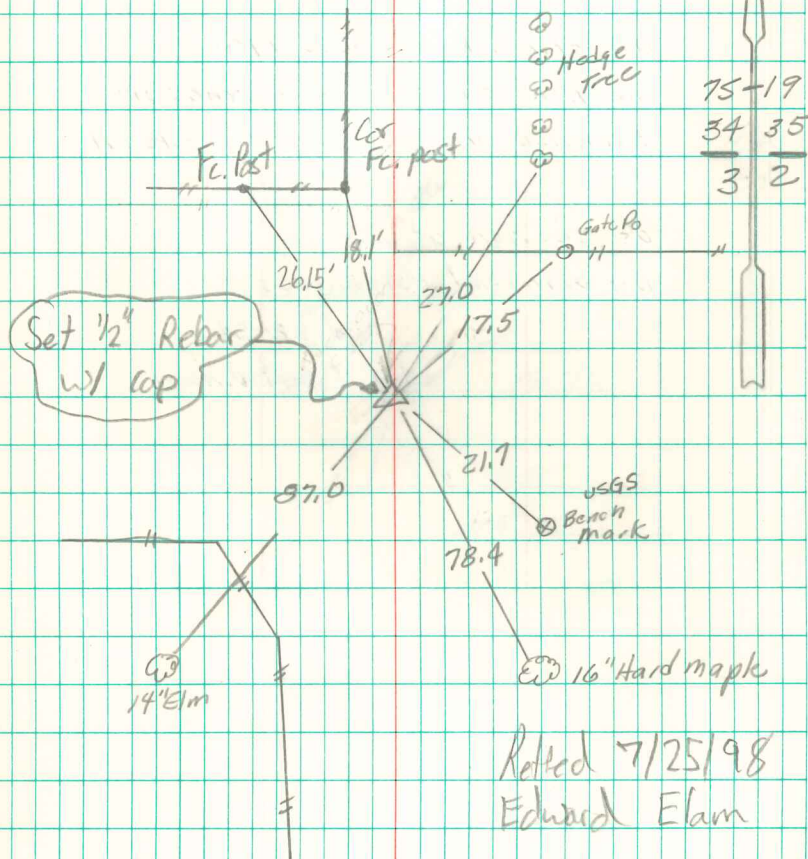 Hedge
Tree
75 19
34 35
3 2
Cor
Fc. post
Fc. Post
Gate Po
18.1'
26.15'
27.0
17.5
Set 1/2" Rebar
w/ cap
21.7
87.0
USGS
Bench
mark
78.4
16" Hard maple
14" Elm
7/25/98
Edward Elam